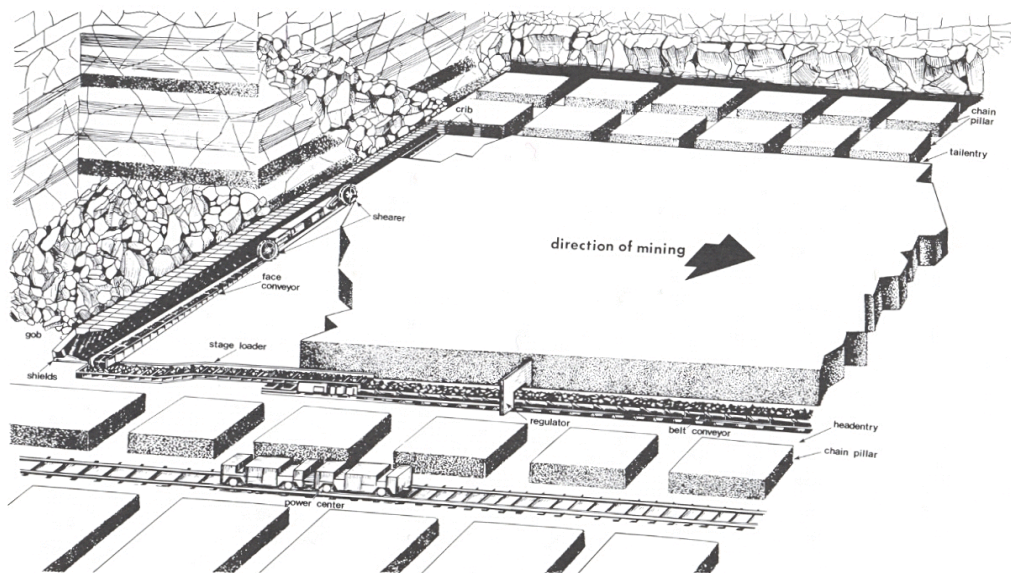 crib
chain
pillar
tailentry
shearer
direction of mining
face
conveyor
gob
stage loader
shields
regulator
belt conveyor
headentry
chain pillar
power center